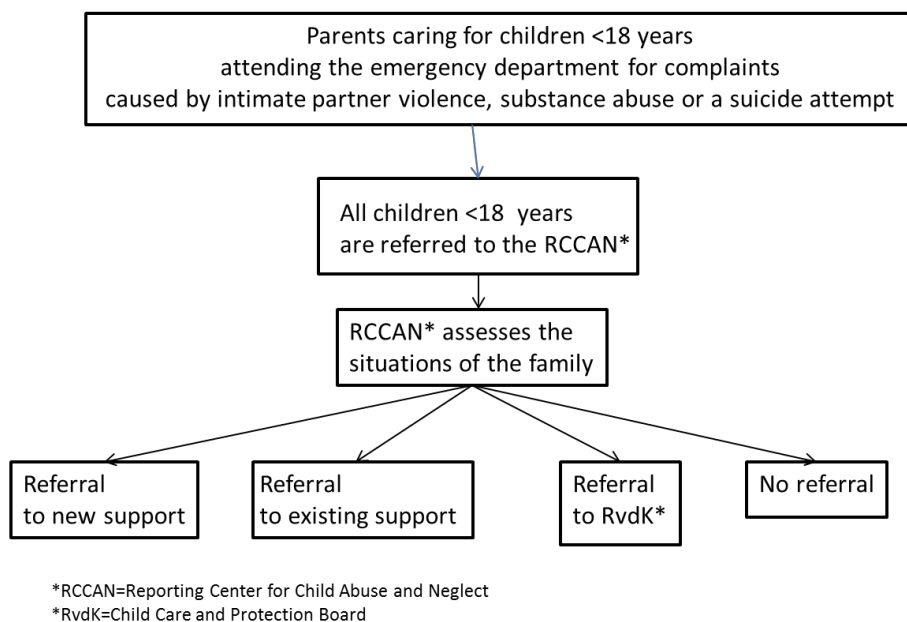 Parents caring for children <18 years
attending the emergency department for complaints
caused by intimate partner violence, substance abuse or a suicide attempt
All children <18 years
are referred to the RCCAN*
RCCAN* assesses the
situations of the family
Referral
to new support
Referral
to existing support
Referral
to RvdK*
No referral
*RCCAN=Reporting Center for Child Abuse and Neglect
*RvdK=Child Care and Protection Board